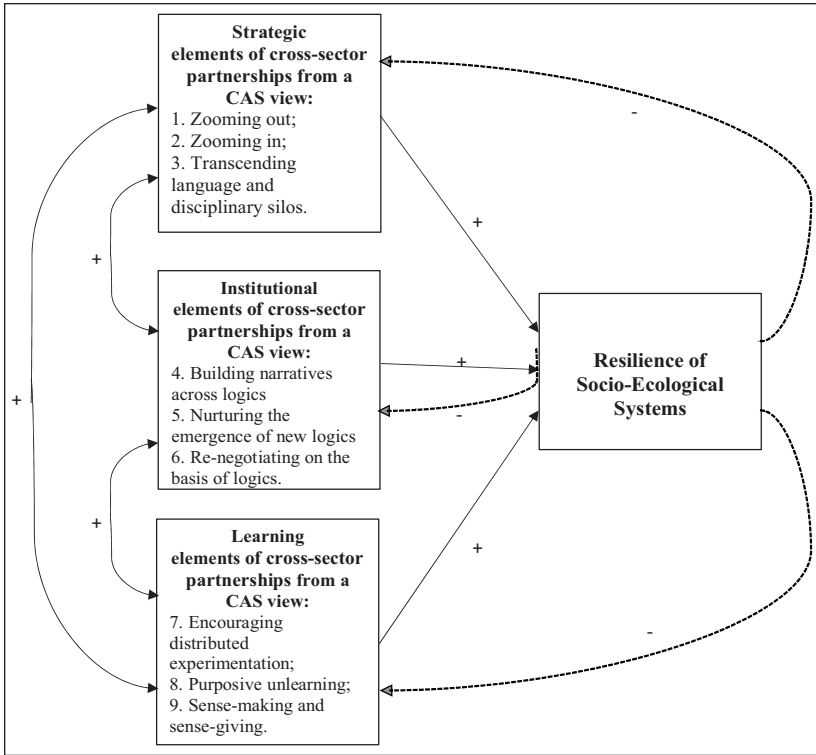 Strategic
elements of cross-sector
partnerships from a
CAS view:
1. Zooming out;
2. Zooming in;
3. Transcending
language and
disciplinary silos.
-
+
+
Institutional
elements of cross-sector
partnerships from a
CAS view:
4. Building narratives
across logics
5. Nurturing the
emergence of new logics
6. Re-negotiating on the
basis of logics.
+
-
Resilience of
Socio-Ecological
Systems
+
+
Learning
elements of cross-sector
partnerships from a
CAS view:
7. Encouraging
distributed
experimentation;
8. Purposive unlearning;
9. Sense-making and
sense-giving.
+
-